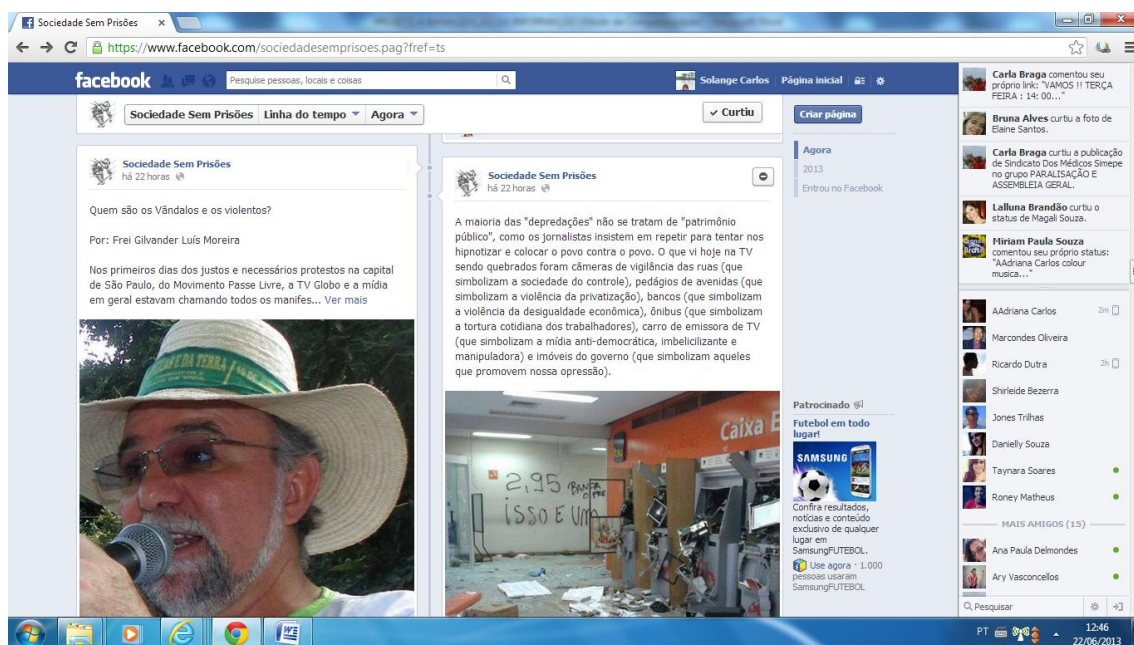 Sociedade Sem Prisões
https://www.facebook.com/sociedadesemprisoes.pag?fref=ts
facebook
Pesquise pessoas, locais e coisas
Solange Carlos
Página inicial
Sociedade Sem Prisões
Linha do tempo
Agora
Curtiu
Criar página
Agora
2013
Entrou no Facebook
Sociedade Sem Prisões
há 22 horas
Quem são os Vândalos e os violentos?
Por: Frei Gilvander Luís Moreira
Nos primeiros dias dos justos e necessários protestos na capital
de São Paulo, do Movimento Passe Livre, a TV Globo e a mídia
em geral estavam chamando todos os manifes... Ver mais
E DA TERRA
Sociedade Sem Prisões
há 22 horas
A maioria das "depredações" não se tratam de "patrimônio
público", como os jornalistas insistem em repetir para tentar nos
hipnotizar e colocar o povo contra o povo. O que vi hoje na TV
sendo quebrados foram câmeras de vigilância das ruas (que
simbolizam a sociedade do controle), pedágios de avenidas (que
simbolizam a violência da privatização), bancos (que simbolizam
a violência da desigualdade econômica), ônibus (que simbolizam
a tortura cotidiana dos trabalhadores), carro de emissora de TV
(que simbolizam a mídia anti-democrática, imbelicilizante e
manipuladora) e imóveis do governo (que simbolizam aqueles
que promovem nossa opressão).
Caixa E
2,95
ISSO E UM
Patrocinado
Futebol em todo
lugar!
SAMSUNG
Confira resultados,
notícias e conteúdo
exclusivo de qualquer
lugar em
SamsungFUTEBOL.
Use agora · 1.000
pessoas usaram
SamsungFUTEBOL
Carla Braga comentou seu
próprio link: "VAMOS !! TERÇA
FEIRA : 14: 00..."
Bruna Alves curtiu a foto de
Elaine Santos.
Carla Braga curtiu a publicação
de Sindicato Dos Médicos Simepe
no grupo PARALISAÇÃO E
ASSEMBLEIA GERAL.
Lalluna Brandão curtiu o
status de Magali Souza.
Miriam Paula Souza
comentou seu próprio status:
"AAdriana Carlos colour
musica..."
AAdriana Carlos 2m
Marcondes Oliveira
Ricardo Dutra 2h
Shirleide Bezerra
Jones Trilhas
Danielly Souza
Taynara Soares
Roney Matheus
MAIS AMIGOS (15)
Ana Paula Delmondes
Ary Vasconcellos
Pesquisar
PT
12:46
22/06/2013